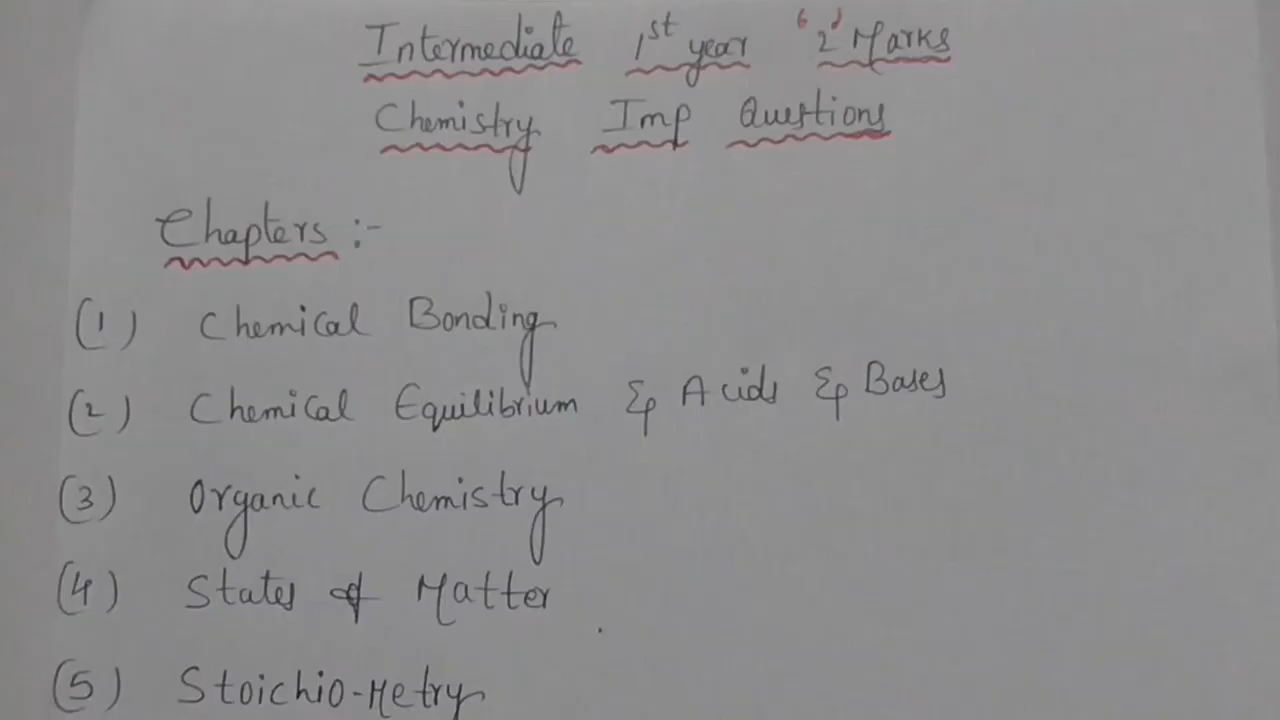 Intermediate 1st year "2" Marks
Chemistry Imp Questions
Chapters :-
(1) Chemical Bonding
(2) Chemical Equilibrium & Acids & Bases
(3) Organic Chemistry
(4) States of Matter
(5) Stoichio-Metry